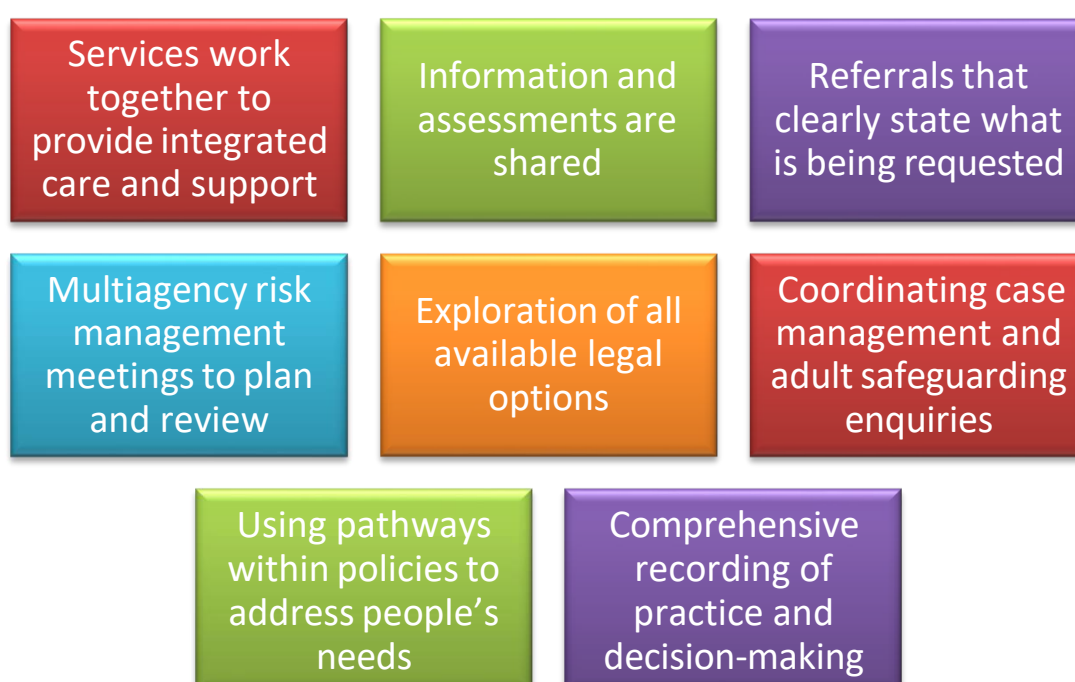 Services work
together to
provide integrated
care and support
Information and
assessments are
shared
Referrals that
clearly state what
is being requested
Multiagency risk
management
meetings to plan
and review
Exploration of all
available legal
options
Coordinating case
management and
adult safeguarding
enquiries
Using pathways
within policies to
address people’s
needs
Comprehensive
recording of
practice and
decision-making